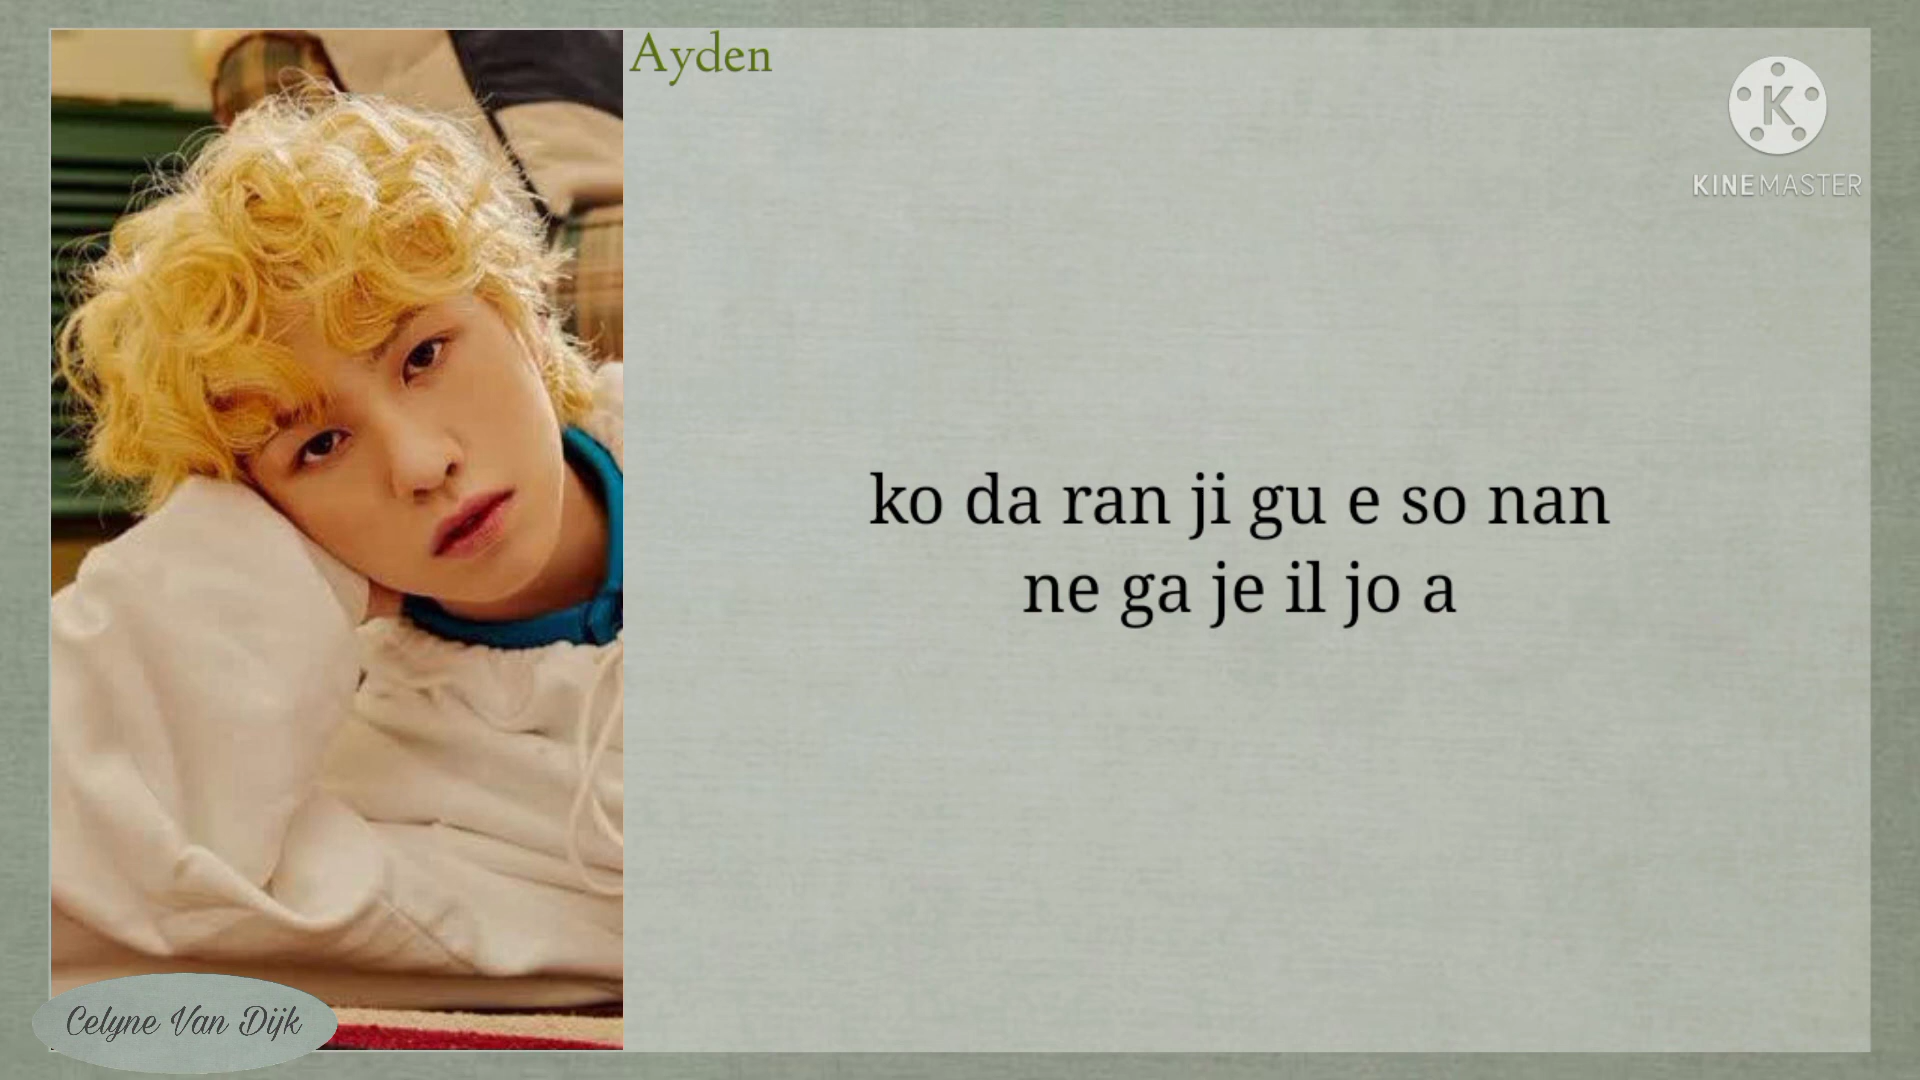 Ayden
K
KINEMASTER
ko da ran ji gu e so nan
ne ga je il jo a
Celyne Van Dijk